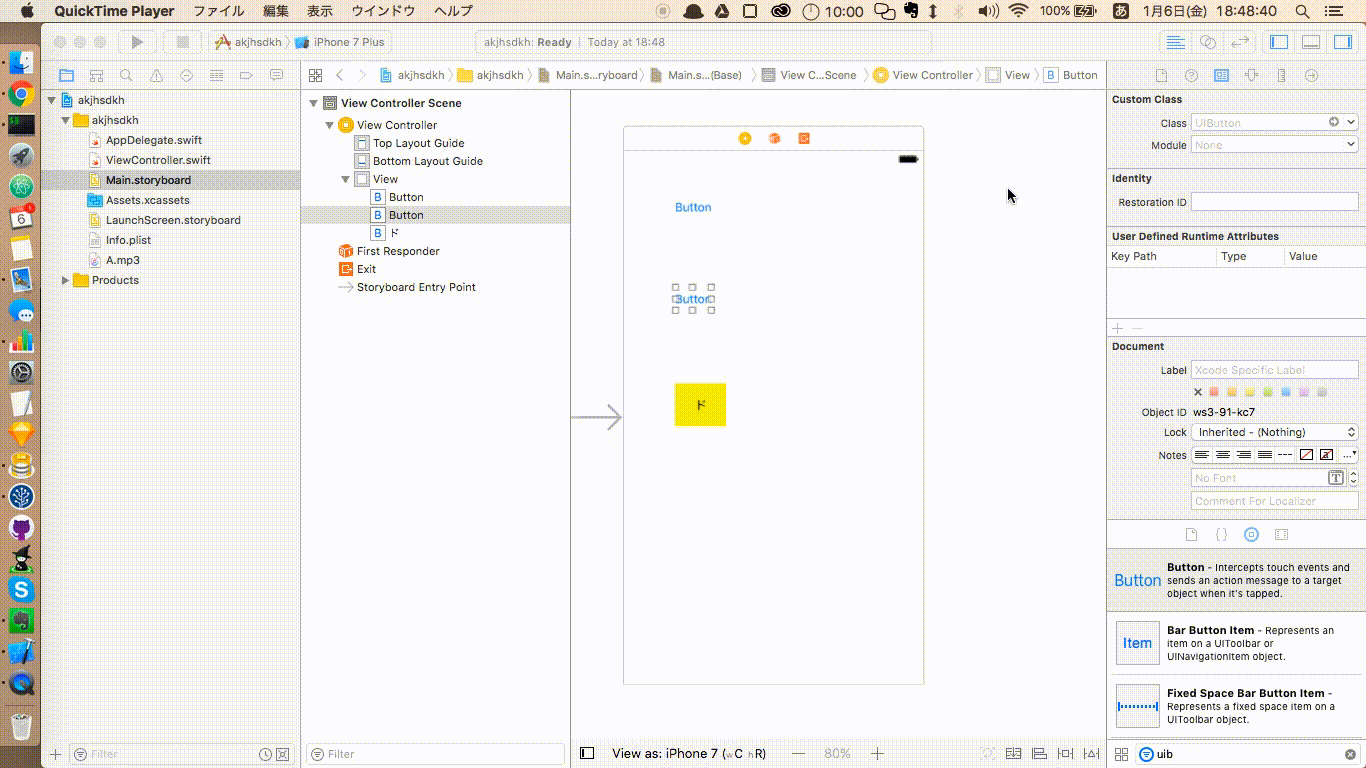 QuickTime Player ファイル 編集 表示 ウインドウ ヘルプ 10:00 100% あ 1月6日(金) 18:48:40
akjhsdkh iPhone 7 Plus akjhsdkh: Ready | Today at 18:48
akjhsdkh akjhsdkh Main.s...ryboard Main.s...(Base) View C...Scene View Controller View B Button
akjhsdkh
akjhsdkh
AppDelegate.swift
ViewController.swift
Main.storyboard
Assets.xcassets
LaunchScreen.storyboard
Info.plist
A.mp3
Products
Filter
View Controller Scene
View Controller
Top Layout Guide
Bottom Layout Guide
View
B Button
B Button
B ド
First Responder
Exit
Storyboard Entry Point
Filter
Button
Button
ド
View as: iPhone 7 (wC hR) — 80% +
Custom Class
Class UIButton
Module None
Identity
Restoration ID
User Defined Runtime Attributes
Key Path Type Value
Document
Label Xcode Specific Label
Object ID ws3-91-kc7
Lock Inherited - (Nothing)
Notes
No Font T
Comment For Localizer
Button
Button - Intercepts touch events and
sends an action message to a target
object when it's tapped.
Item
Bar Button Item - Represents an
item on a UIToolbar or
UINavigationItem object.
Fixed Space Bar Button Item -
Represents a fixed space item on a
UIToolbar object.
uib